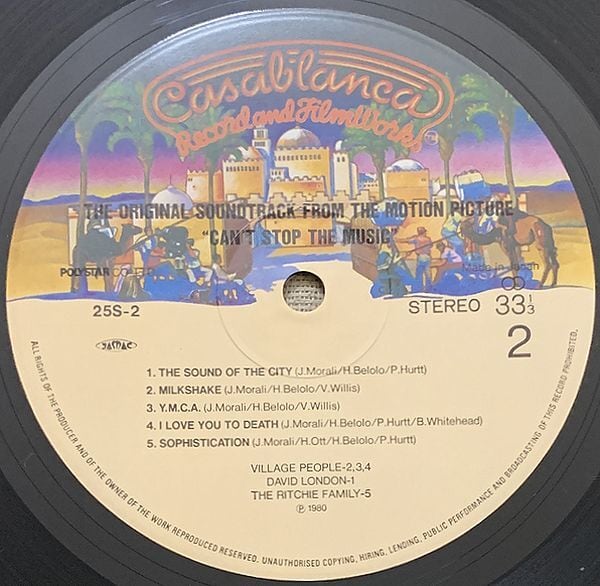 Casablanca
Record and FilmWorks
THE ORIGINAL SOUNDTRACK FROM THE MOTION PICTURE
"CAN'T STOP THE MUSIC"
POLYSTAR CO., LTD.
Made in Japan
25S-2
STEREO 33 1/3
2
JASRAC
1. THE SOUND OF THE CITY (J.Morali/H.Belolo/P.Hurtt)
2. MILKSHAKE (J.Morali/H.Belolo/V.Willis)
3. Y.M.C.A. (J.Morali/H.Belolo/V.Willis)
4. I LOVE YOU TO DEATH (J.Morali/H.Belolo/P.Hurtt/B.Whitehead)
5. SOPHISTICATION (J.Morali/H.Ott/H.Belolo/P.Hurtt)
VILLAGE PEOPLE-2,3,4
DAVID LONDON-1
THE RITCHIE FAMILY-5
Ⓟ 1980
ALL RIGHTS OF THE PRODUCER AND OF THE OWNER OF THE WORK REPRODUCED RESERVED. UNAUTHORISED COPYING, HIRING, LENDING, PUBLIC PERFORMANCE AND BROADCASTING OF THIS RECORD PROHIBITED.